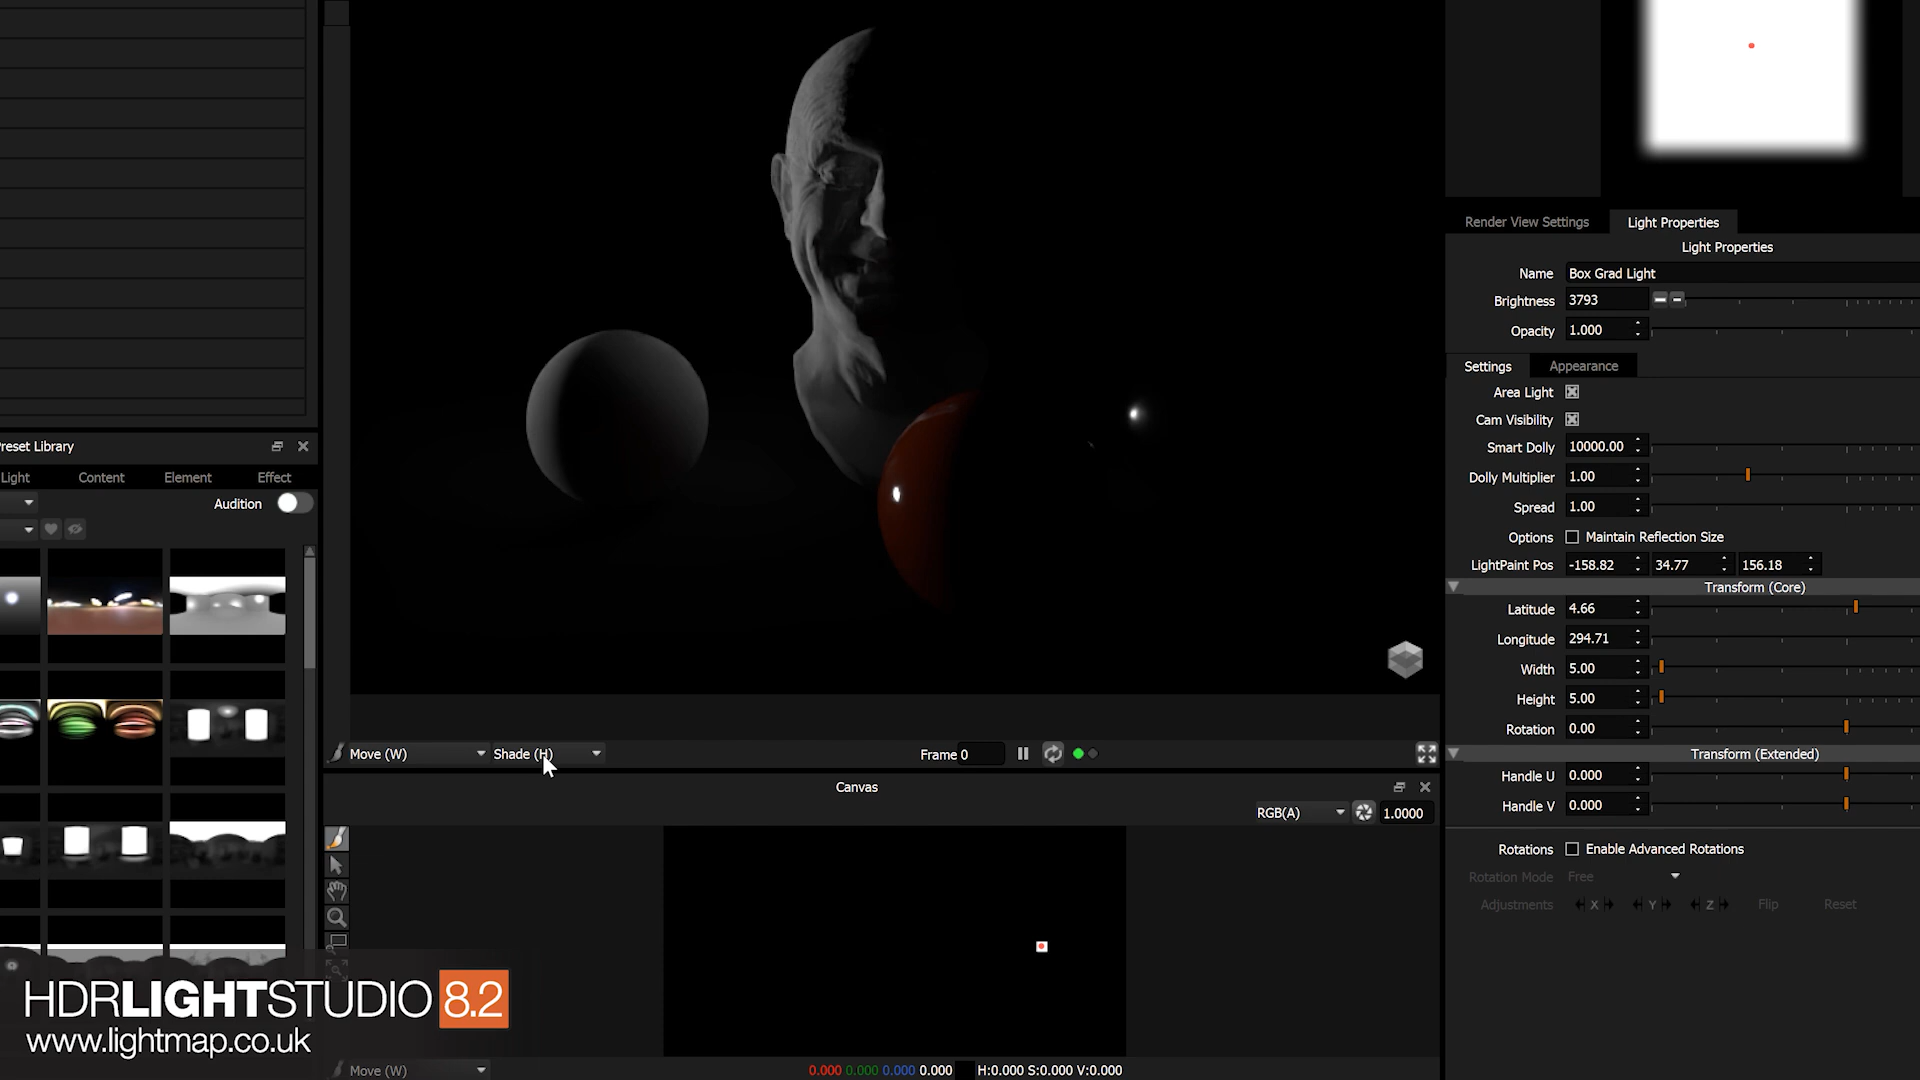 Preset Library
Light Content Element Effect
Audition
Move (W) Shade (H) Frame 0
Canvas
RGB(A) 1.0000
Move (W)
0.000 0.000 0.000 0.000 H:0.000 S:0.000 V:0.000
HDRLIGHTSTUDIO 8.2
www.lightmap.co.uk
Render View Settings Light Properties
Light Properties
Name Box Grad Light
Brightness 3793
Opacity 1.000
Settings Appearance
Area Light
Cam Visibility
Smart Dolly 10000.00
Dolly Multiplier 1.00
Spread 1.00
Options Maintain Reflection Size
LightPaint Pos -158.82 34.77 156.18
Transform (Core)
Latitude 4.66
Longitude 294.71
Width 5.00
Height 5.00
Rotation 0.00
Transform (Extended)
Handle U 0.000
Handle V 0.000
Rotations Enable Advanced Rotations
Rotation Mode Free
Adjustments X Y Z Flip Reset